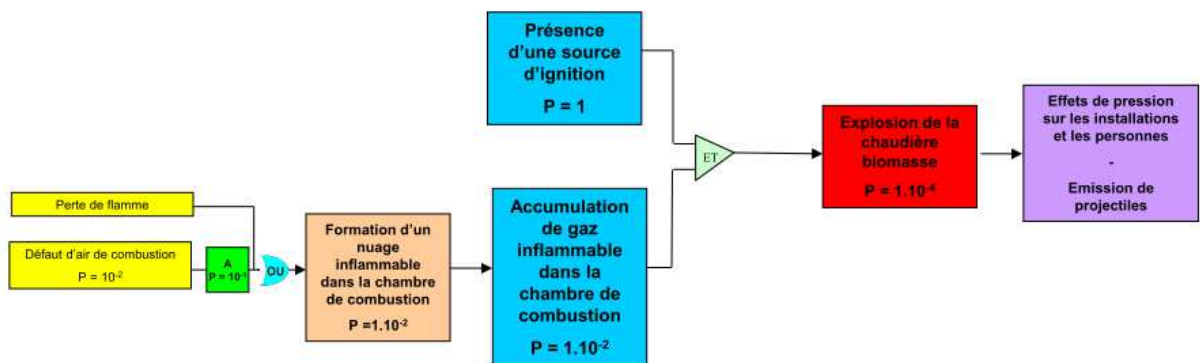 Présence
d'une source
d'ignition
P = 1
ET
Explosion de la
chaudière
biomasse
P = 1.10⁻⁴
Effets de pression
sur les installations
et les personnes
-
Emission de
projectiles
Perte de flamme
Défaut d'air de combustion
P = 10⁻²
A
P = 10⁻¹
OU
Formation d'un
nuage
inflammable
dans la chambre
de combustion
P =1.10⁻²
Accumulation
de gaz
inflammable
dans la
chambre de
combustion
P = 1.10⁻²